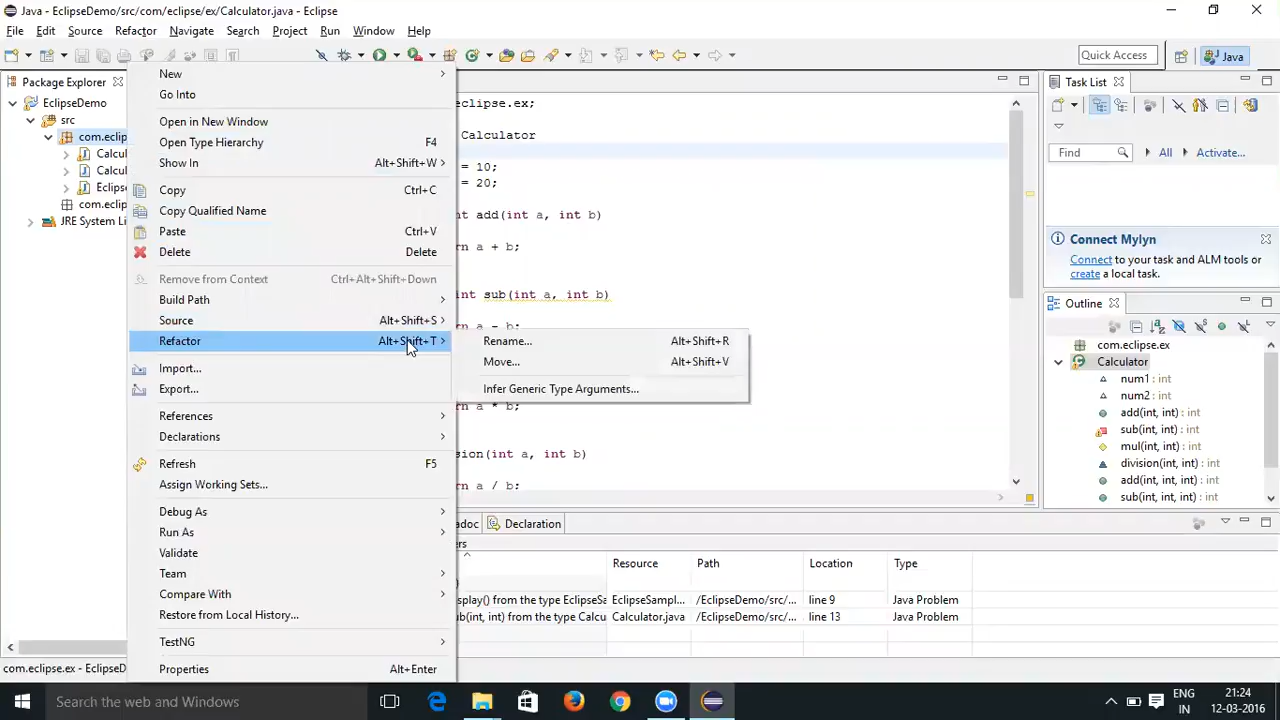 Java - EclipseDemo/src/com/eclipse/ex/Calculator.java - Eclipse
File Edit Source Refactor Navigate Search Project Run Window Help
Quick Access
Java
Package Explorer
EclipseDemo
src
com.eclip
Calcul
Calcul
Eclips
com.eclip
JRE System Li
New
Go Into
Open in New Window
Open Type Hierarchy F4
Show In Alt+Shift+W
Copy Ctrl+C
Copy Qualified Name
Paste Ctrl+V
Delete Delete
Remove from Context Ctrl+Alt+Shift+Down
Build Path
Source Alt+Shift+S
Refactor Alt+Shift+T
Import...
Export...
References
Declarations
Refresh F5
Assign Working Sets...
Debug As
Run As
Validate
Team
Compare With
Restore from Local History...
TestNG
Properties Alt+Enter
Rename... Alt+Shift+R
Move... Alt+Shift+V
Infer Generic Type Arguments...
eclipse.ex;
Calculator
= 10;
= 20;
nt add(int a, int b)
rn a + b;
int sub(int a, int b)
rn a - b;
rn a * b;
sion(int a, int b)
rn a / b;
Task List
Find All Activate...
Connect Mylyn
Connect to your task and ALM tools or
create a local task.
Outline
com.eclipse.ex
Calculator
num1 : int
num2 : int
add(int, int) : int
sub(int, int) : int
mul(int, int) : int
division(int, int) : int
add(int, int) : int
sub(int, int) : int
adoc Declaration
ers
Resource Path Location Type
)
splay() from the type EclipseSa EclipseSampl... /EclipseDemo/src/... line 9 Java Problem
ub(int, int) from the type Calcu Calculator.java /EclipseDemo/src/... line 13 Java Problem
com.eclipse.ex - EclipseD
Search the web and Windows
ENG
IN
21:24
12-03-2016